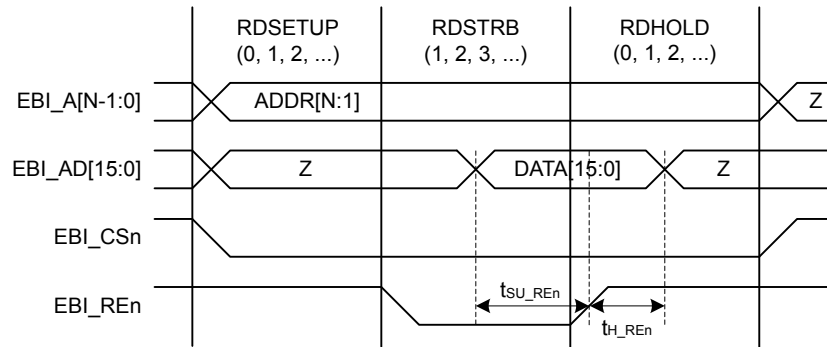 RDSETUP RDSTRB RDHOLD
(0, 1, 2, ...) (1, 2, 3, ...) (0, 1, 2, ...)
EBI_A[N-1:0] ADDR[N:1] Z
EBI_AD[15:0] Z DATA[15:0] Z
EBI_CSn
EBI_REn tSU_REn
tH_REn